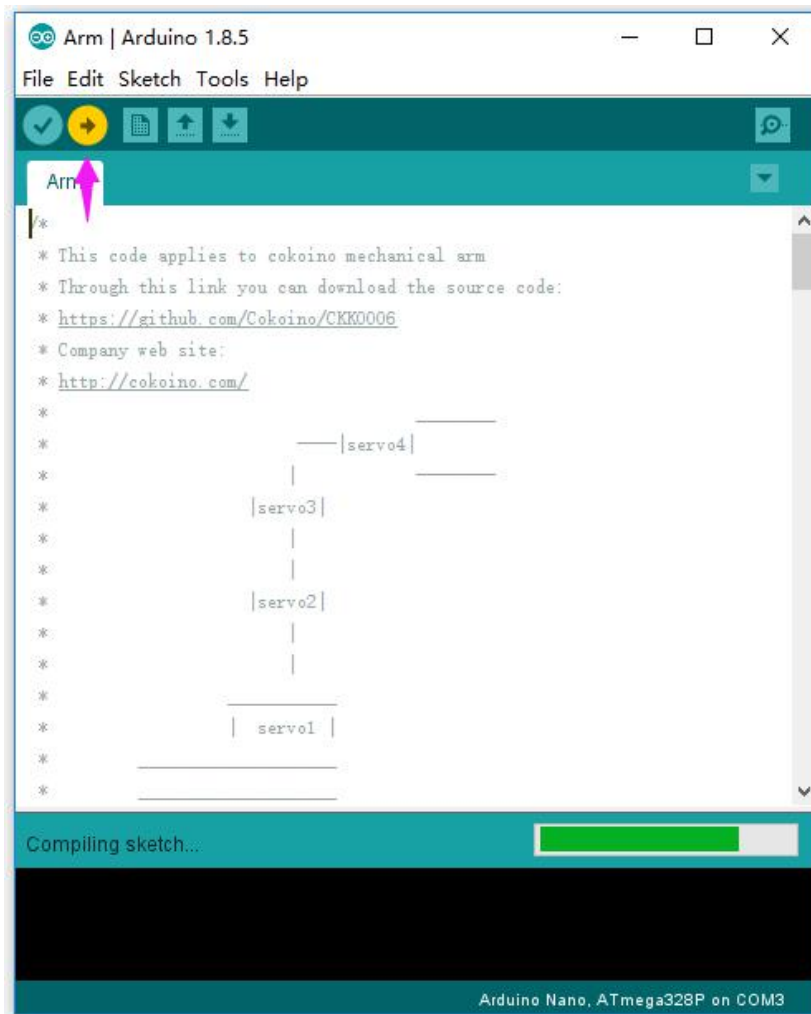 Arm | Arduino 1.8.5
File Edit Sketch Tools Help
Arm
/*
* This code applies to cokoino mechanical arm
* Through this link you can download the source code:
* https://github.com/Cokoino/CKK0006
* Company web site:
* http://cokoino.com/
*
* |servo4|
* |
* |servo3|
* |
* |
* |servo2|
* |
* |
*
* | servo1 |
*
*
Compiling sketch...
Arduino Nano, ATmega328P on COM3